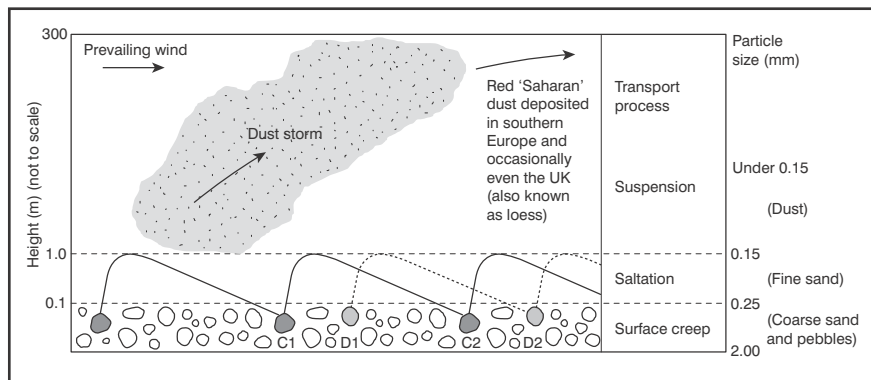 300
Prevailing wind
Dust storm
Red ‘Saharan’
dust deposited
in southern
Europe and
occasionally
even the UK
(also known
as loess)
Transport
process
Particle
size (mm)
Suspension
Under 0.15
(Dust)
Height (m) (not to scale)
1.0
0.15
Saltation
(Fine sand)
0.1
0.25
Surface creep
(Coarse sand
and pebbles)
C1
D1
C2
D2
2.00